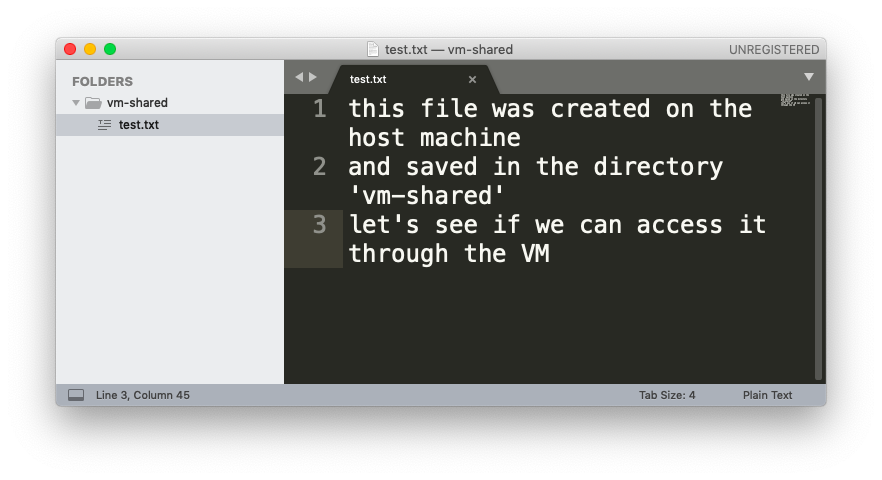 test.txt — vm-shared
UNREGISTERED
FOLDERS
vm-shared
test.txt
test.txt
1 this file was created on the
host machine
2 and saved in the directory
'vm-shared'
3 let's see if we can access it
through the VM
Line 3, Column 45
Tab Size: 4
Plain Text